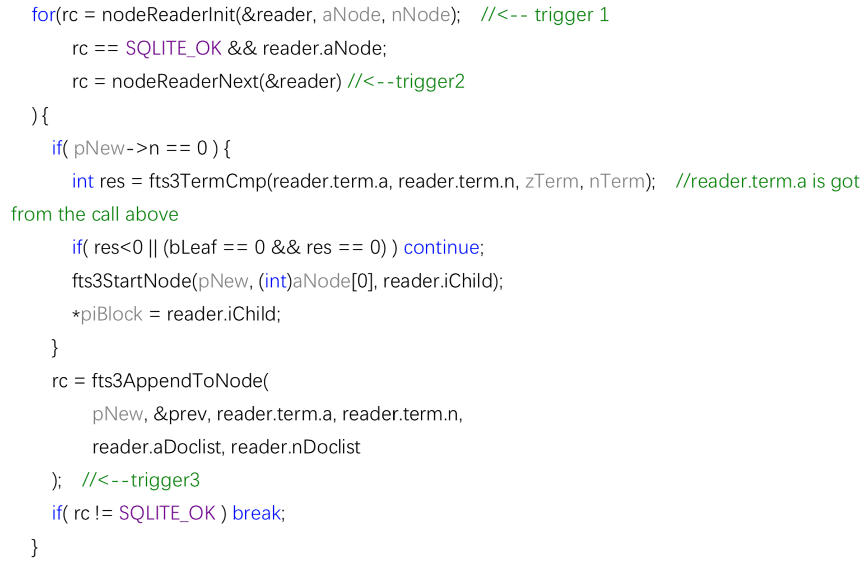 for(rc = nodeReaderInit(&reader, aNode, nNode);    //<-- trigger 1
rc == SQLITE_OK && reader.aNode;
rc = nodeReaderNext(&reader) //<--trigger2
) {
if( pNew->n == 0 ) {
int res = fts3TermCmp(reader.term.a, reader.term.n, zTerm, nTerm);    //reader.term.a is got
from the call above
if( res<0 || (bLeaf == 0 && res == 0) ) continue;
fts3StartNode(pNew, (int)aNode[0], reader.iChild);
*piBlock = reader.iChild;
}
rc = fts3AppendToNode(
pNew, &prev, reader.term.a, reader.term.n,
reader.aDoclist, reader.nDoclist
);    //<--trigger3
if( rc != SQLITE_OK ) break;
}